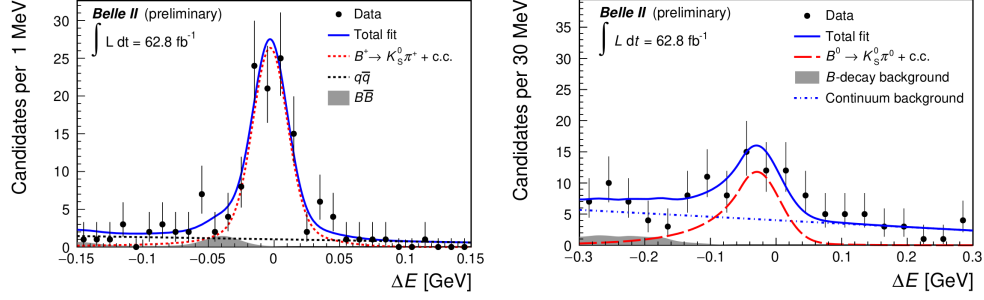 Candidates per 1 MeV
Belle II (preliminary)
∫ L dt = 62.8 fb⁻¹
Data
Total fit
B⁺→ K⁰S π⁺ + c.c.
qq̅
BB̅
30
25
20
15
10
5
0
−0.15 −0.1 −0.05 0 0.05 0.1 0.15
ΔE [GeV]
Candidates per 30 MeV
Belle II (preliminary)
∫ L dt = 62.8 fb⁻¹
Data
Total fit
B⁰ → K⁰S π⁰ + c.c.
B-decay background
Continuum background
35
30
25
20
15
10
5
0
−0.3 −0.2 −0.1 0 0.1 0.2 0.3
ΔE [GeV]